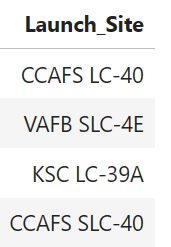 Launch_Site
CCAFS LC-40
VAFB SLC-4E
KSC LC-39A
CCAFS SLC-40